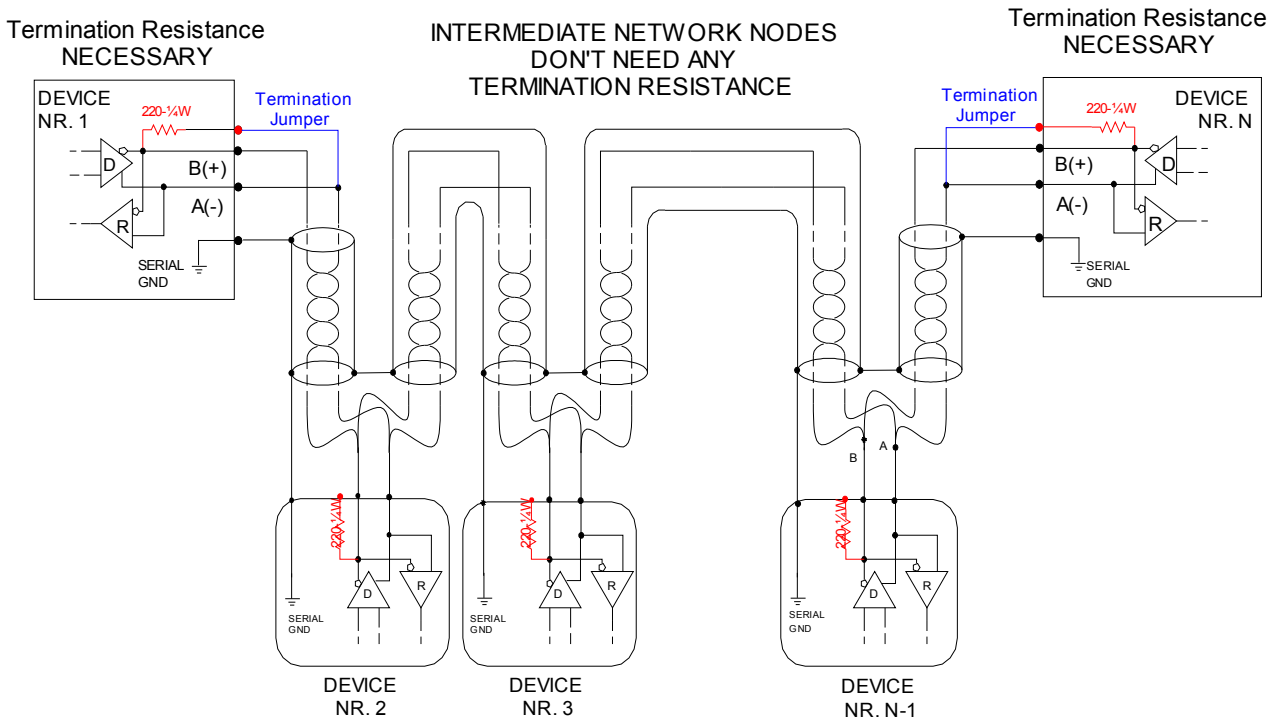 Termination Resistance
NECESSARY
INTERMEDIATE NETWORK NODES
DON'T NEED ANY
TERMINATION RESISTANCE
Termination Resistance
NECESSARY
DEVICE
NR. 1
220-¼W
Termination
Jumper
D
B(+)
A(-)
R
SERIAL
GND
Termination
Jumper
220-¼W
DEVICE
NR. N
B(+)
D
A(-)
R
SERIAL
GND
220-¼W
D
R
SERIAL
GND
DEVICE
NR. 2
220-¼W
D
R
SERIAL
GND
DEVICE
NR. 3
B
A
220-¼W
D
R
SERIAL
GND
DEVICE
NR. N-1